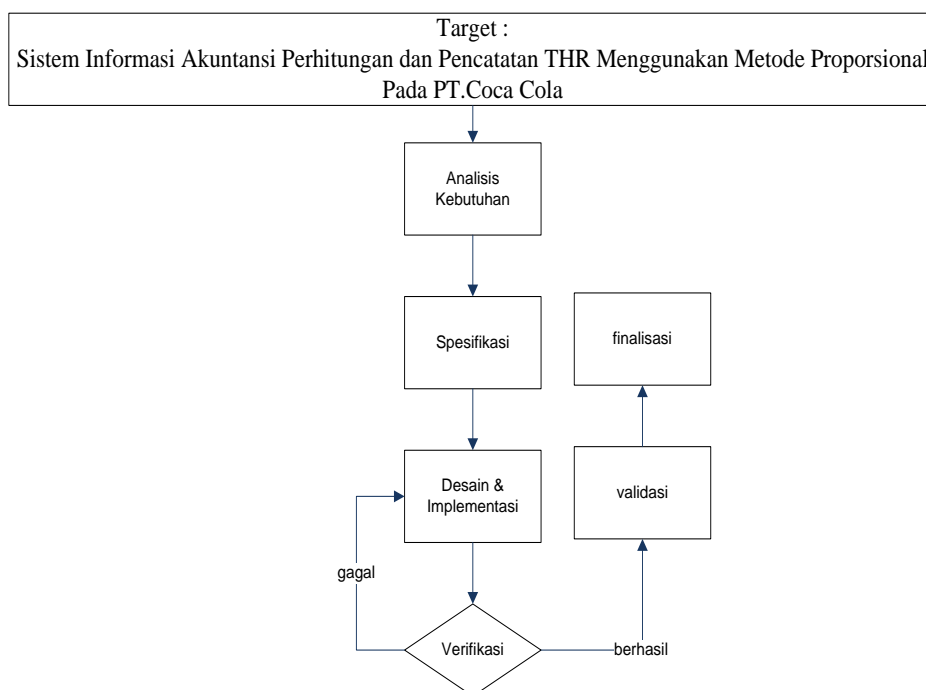 Target :
Sistem Informasi Akuntansi Perhitungan dan Pencatatan THR Menggunakan Metode Proporsional
Pada PT.Coca Cola
Analisis
Kebutuhan
Spesifikasi
finalisasi
Desain &
Implementasi
validasi
gagal
Verifikasi
berhasil